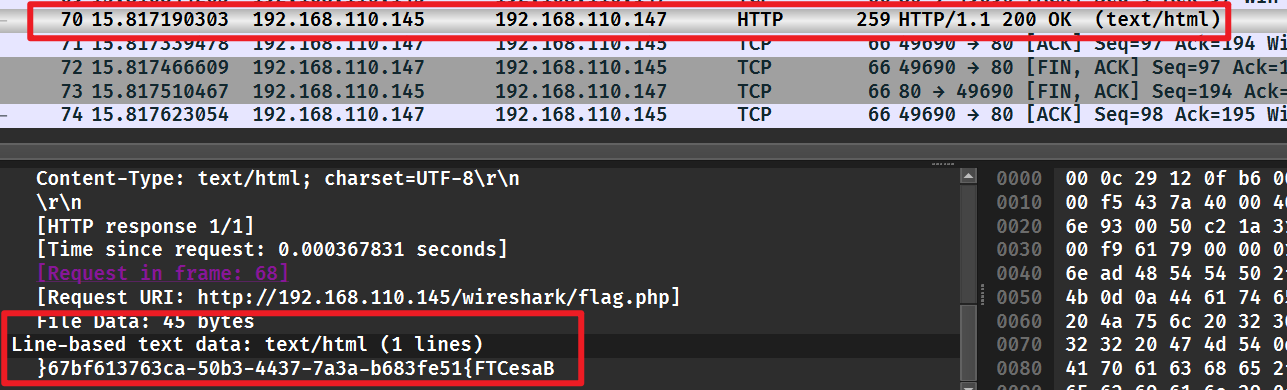 70 15.817190303 192.168.110.145 192.168.110.147 HTTP 259 HTTP/1.1 200 OK (text/html)
71 15.817339478 192.168.110.147 192.168.110.145 TCP 66 49690 → 80 [ACK] Seq=97 Ack=194 Wi
72 15.817466609 192.168.110.147 192.168.110.145 TCP 66 49690 → 80 [FIN, ACK] Seq=97 Ack=
73 15.817510467 192.168.110.145 192.168.110.147 TCP 66 80 → 49690 [FIN, ACK] Seq=194 Ack=
74 15.817623054 192.168.110.147 192.168.110.145 TCP 66 49690 → 80 [ACK] Seq=98 Ack=195 Wi
Content-Type: text/html; charset=UTF-8\r\n
\r\n
[HTTP response 1/1]
[Time since request: 0.000367831 seconds]
[Request in frame: 68]
[Request URI: http://192.168.110.145/wireshark/flag.php]
File Data: 45 bytes
Line-based text data: text/html (1 lines)
}67bf613763ca-50b3-4437-7a3a-b683fe51{FTCesaB
0000 00 0c 29 12 0f b6 00
0010 00 f5 43 7a 40 00 40
0020 6e 93 00 50 c2 1a 31
0030 00 f9 61 79 00 00 01
0040 6e ad 48 54 54 50 2f
0050 4b 0d 0a 44 61 74 65
0060 20 4a 75 6c 20 32 30
0070 32 32 20 47 4d 54 0d
0080 41 70 61 63 68 65 2f